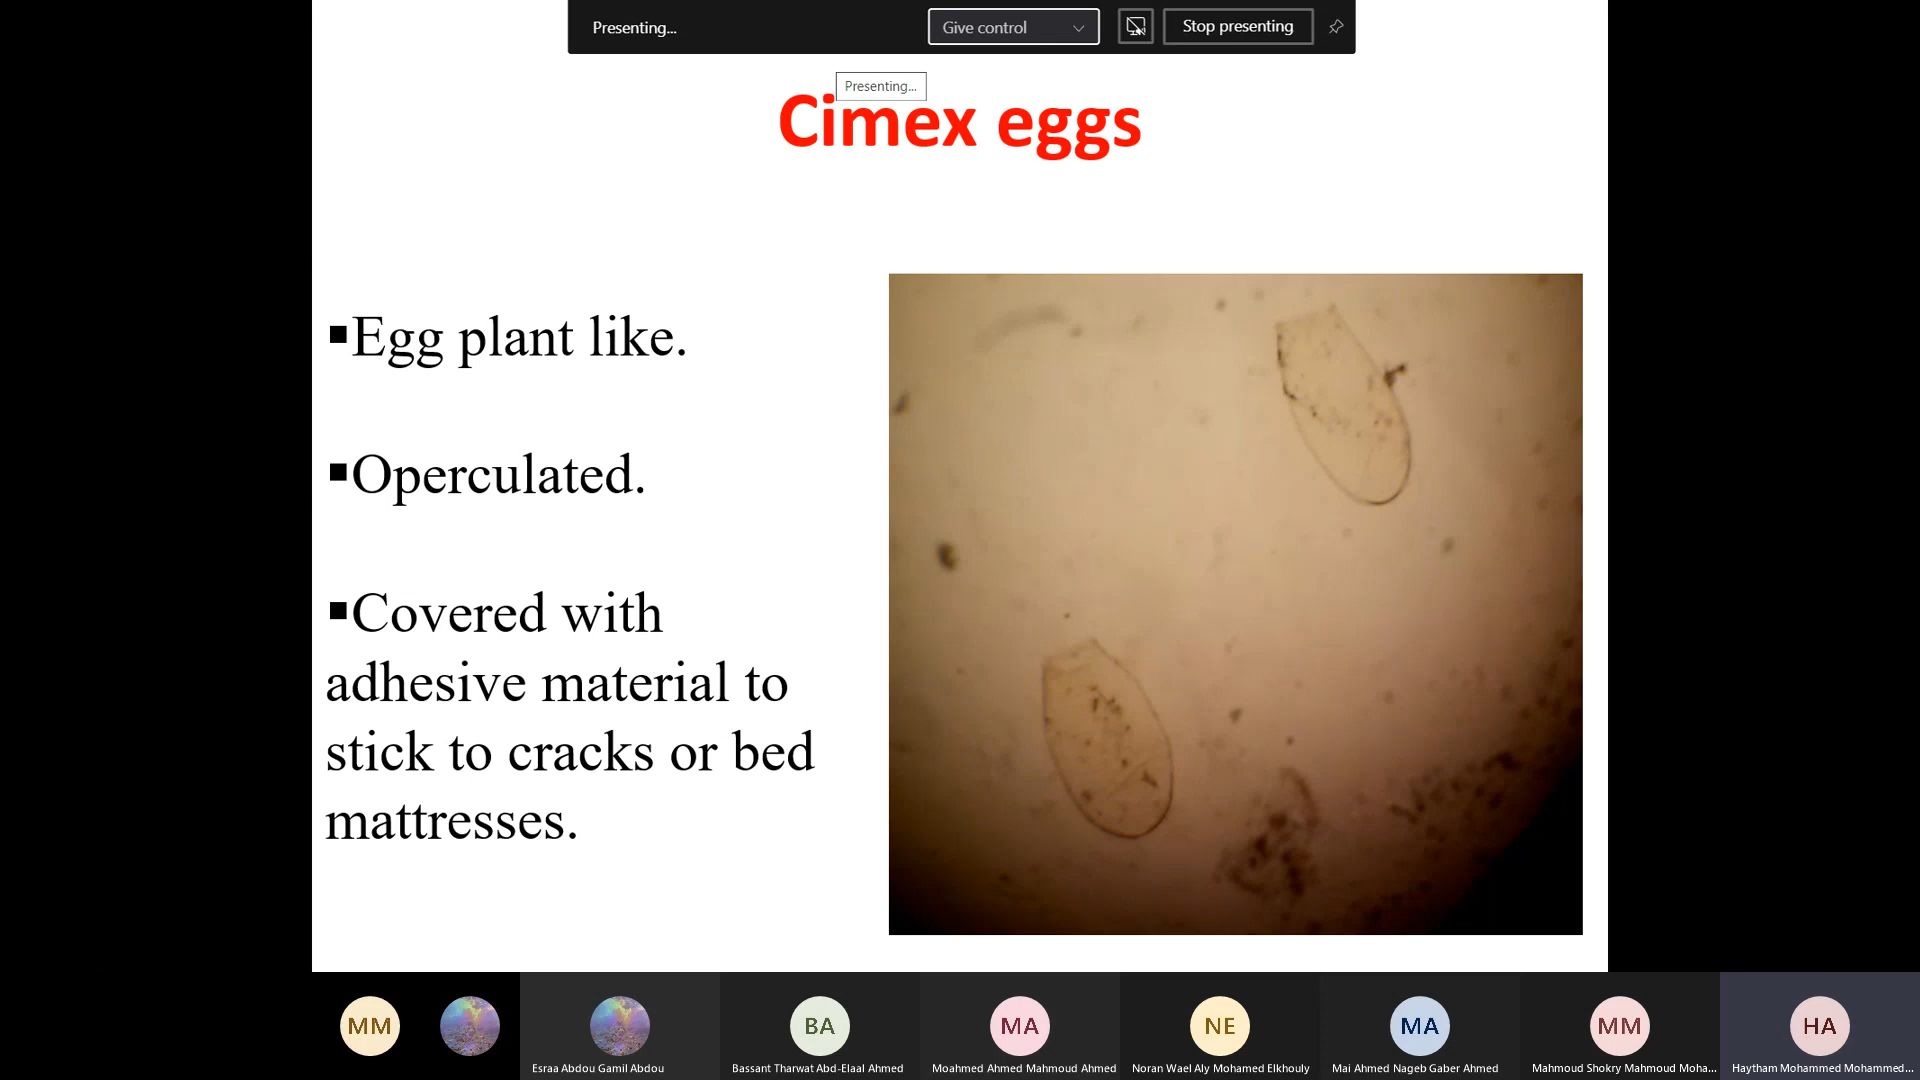 Presenting...
Give control
Stop presenting
Presenting...
Cimex eggs
▪Egg plant like.
▪Operculated.
▪Covered with
adhesive material to
stick to cracks or bed
mattresses.
MM
BA
MA
NE
MA
MM
HA
Esraa Abdou Gamil Abdou
Bassant Tharwat Abd-Elaal Ahmed
Moahmed Ahmed Mahmoud Ahmed
Noran Wael Aly Mohamed Elkhouly
Mai Ahmed Nageb Gaber Ahmed
Mahmoud Shokry Mahmoud Moha...
Haytham Mohammed Mohammed...